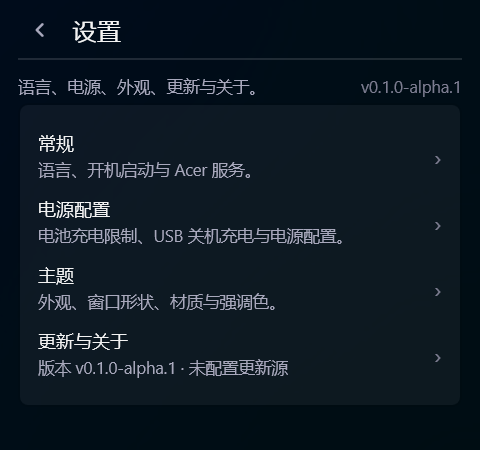 设置
语言、电源、外观、更新与关于。 v0.1.0-alpha.1
常规
语言、开机启动与 Acer 服务。
电源配置
电池充电限制、USB 关机充电与电源配置。
主题
外观、窗口形状、材质与强调色。
更新与关于
版本 v0.1.0-alpha.1 · 未配置更新源